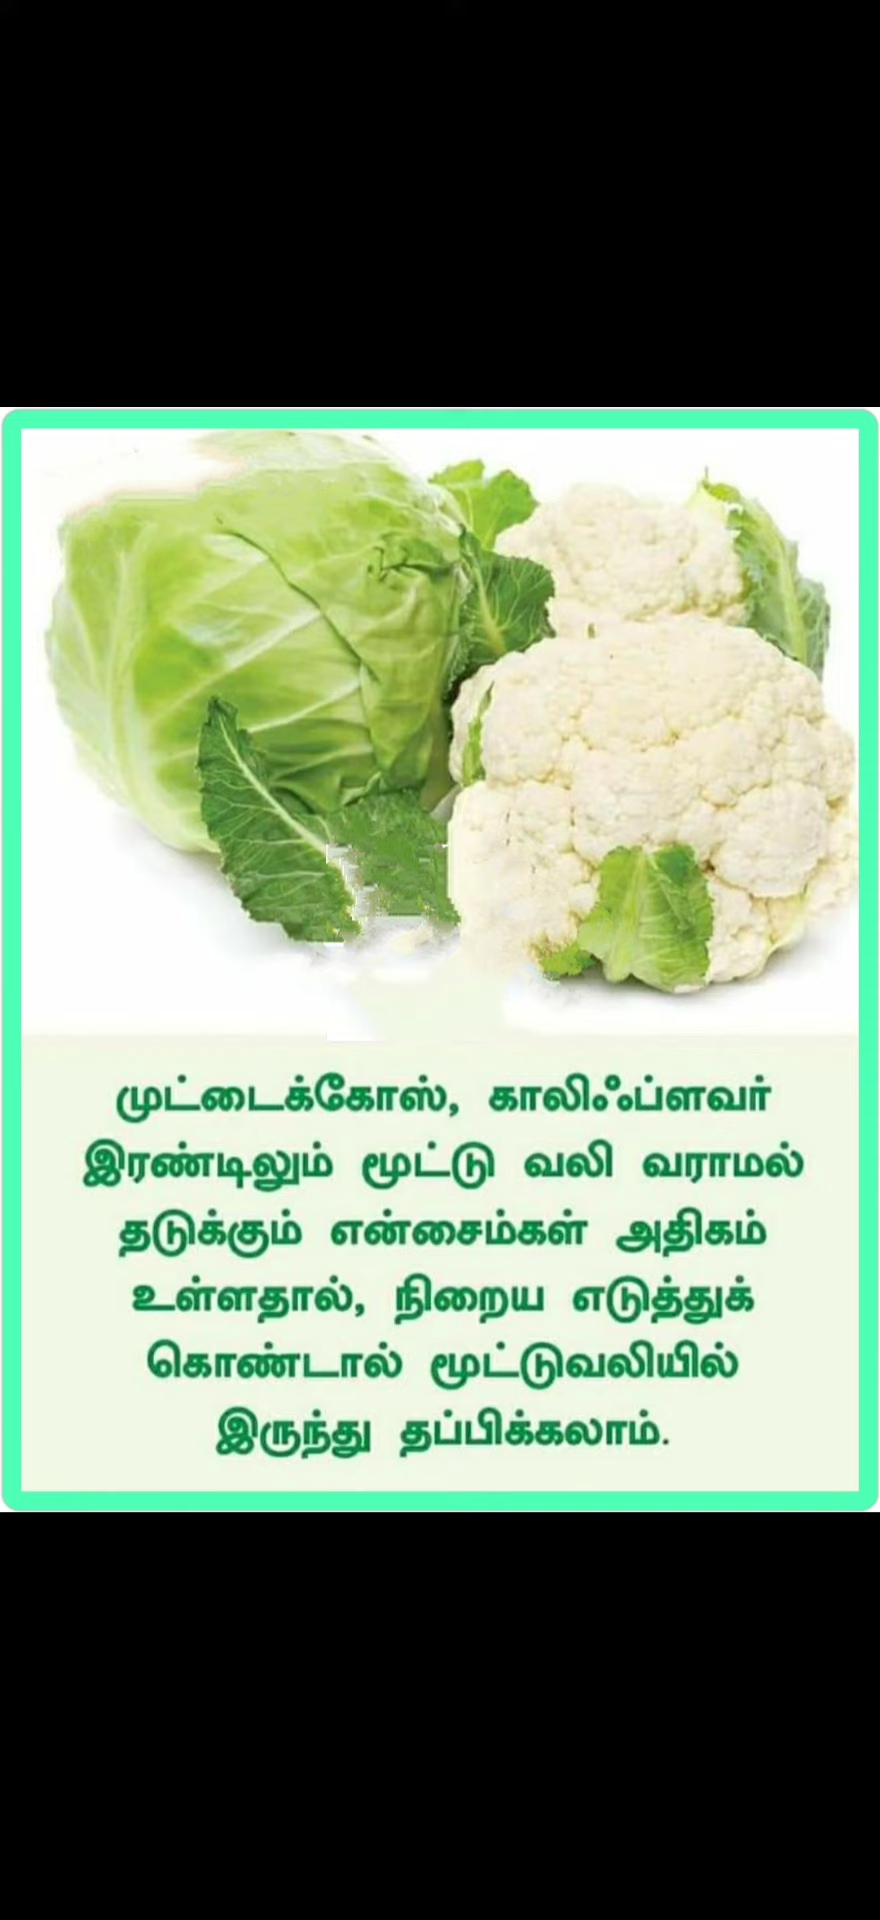 முட்டைக்கோஸ், காலிஃப்ளவர்
இரண்டிலும் மூட்டு வலி வராமல்
தடுக்கும் என்சைம்கள் அதிகம்
உள்ளதால், நிறைய எடுத்துக்
கொண்டால் மூட்டுவலியில்
இருந்து தப்பிக்கலாம்.